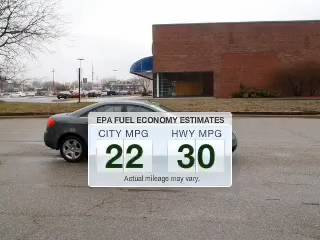 EPA FUEL ECONOMY ESTIMATES
CITY MPG HWY MPG
22 30
Actual mileage may vary.